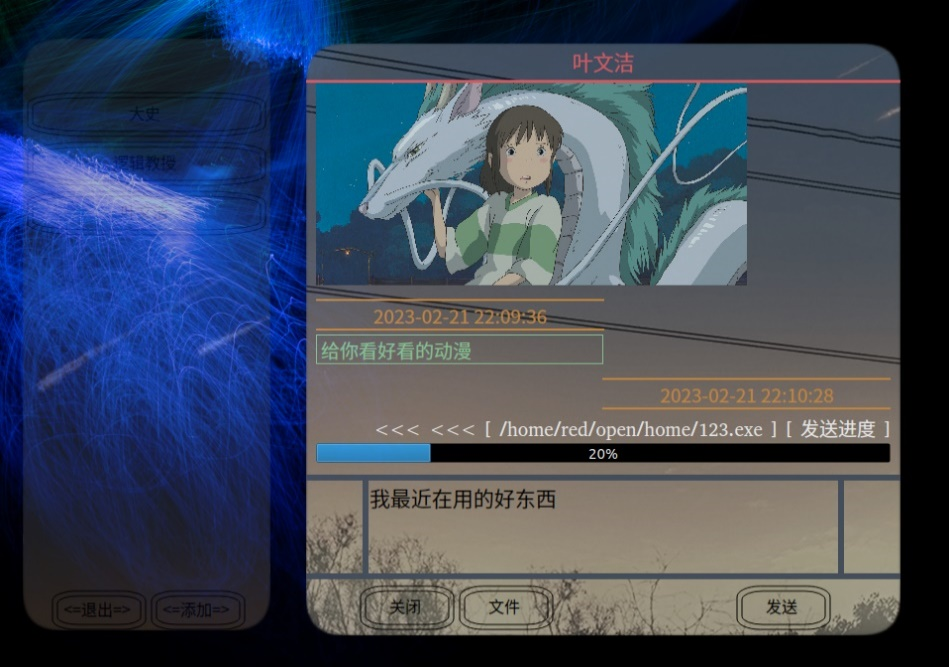 大史
逻辑教授
<=退出=>
<=添加=>
叶文洁
2023-02-21 22:09:36
给你看好看的动漫
2023-02-21 22:10:28
<<< <<< [ /home/red/open/home/123.exe ] [ 发送进度 ]
20%
我最近在用的好东西
关闭
文件
发送